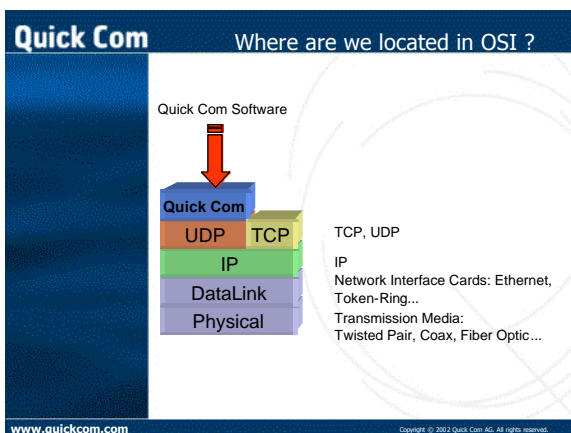 Quick Com
Where are we located in OSI ?
Quick Com Software
Quick Com
UDP
TCP
TCP, UDP
IP
IP
DataLink
Network Interface Cards: Ethernet,
Token-Ring...
Physical
Transmission Media:
Twisted Pair, Coax, Fiber Optic...
www.quickcom.com
Copyright © 2002 Quick Com AG. All rights reserved.